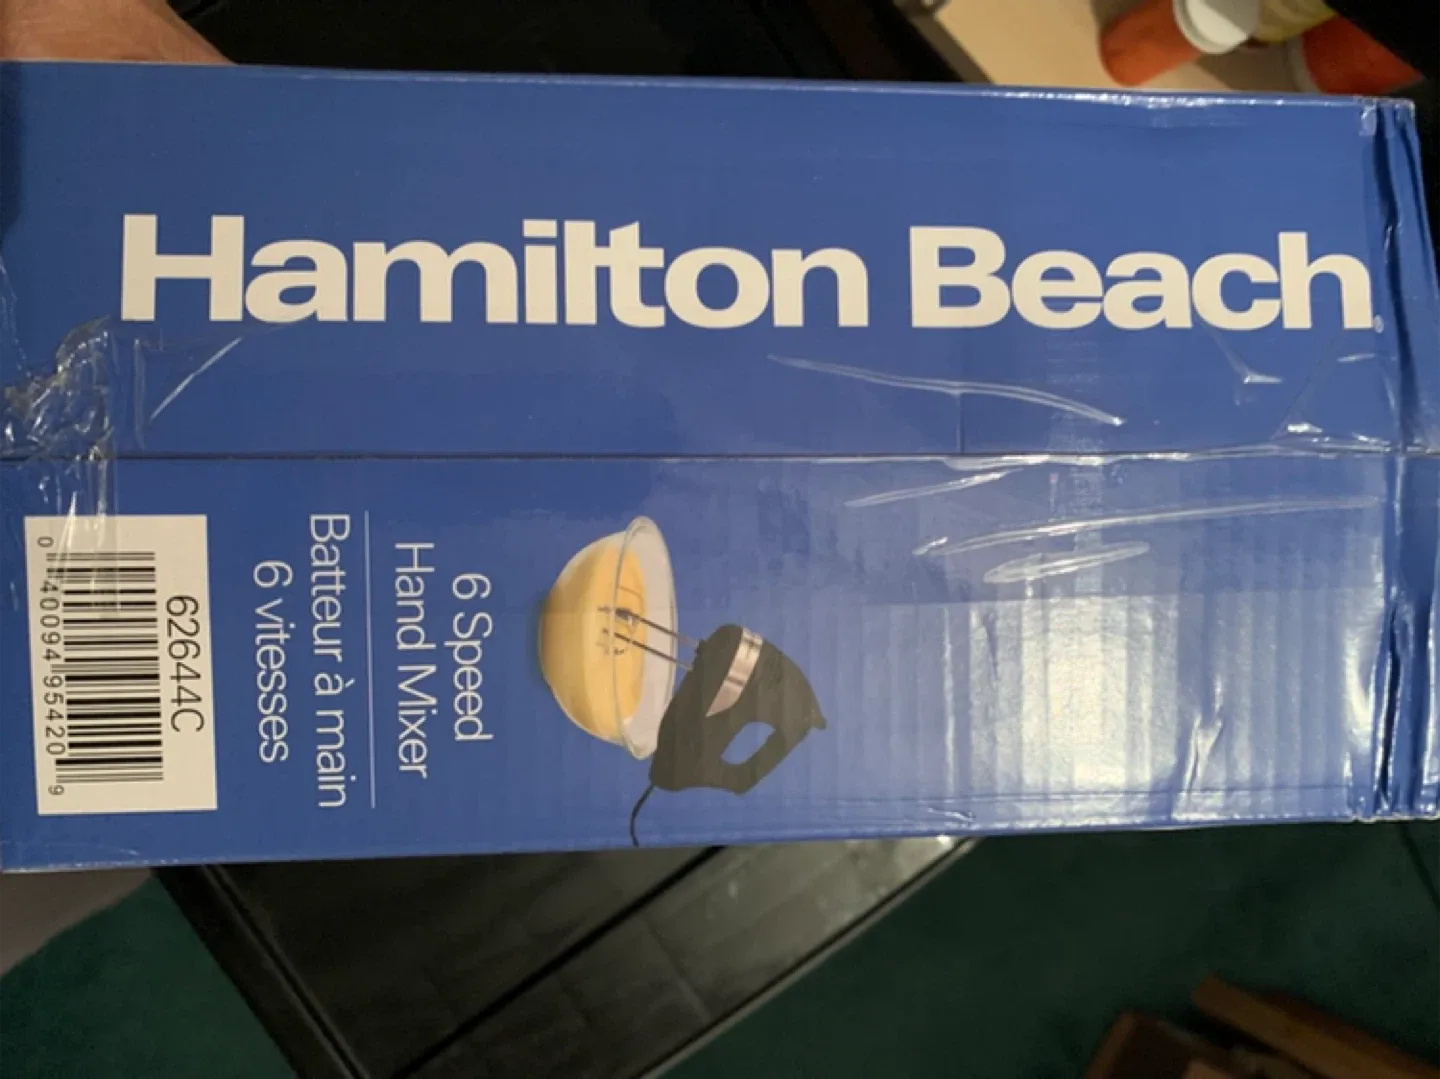 Hamilton Beach®
6 Speed
Hand Mixer
Batteur à main
6 vitesses
62644C
0 40094 95420 9